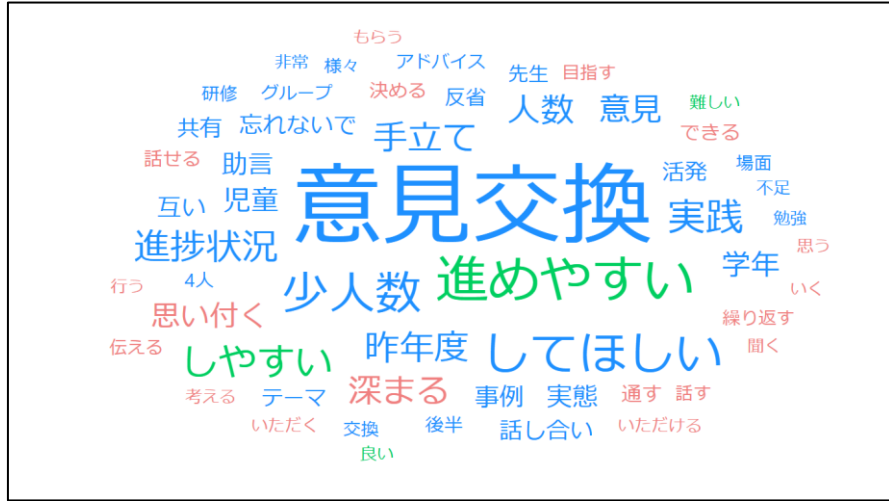 もらう
非常 様々 アドバイス 先生 目指す
研修 グループ 決める 反省 人数 意見 難しい
共有 忘れないで 手立て できる
話せる 助言 意見交換 活発 場面
互い 児童 実践 不足 勉強
進捗状況 学年 思う
行う 4人 少人数 進めやすい いく
思い付く 繰り返す
伝える しやすい 昨年度 してほしい 聞く
考える テーマ 深まる 事例 実態 通す 話す
いただく 交換 後半 話し合い いただける
良い